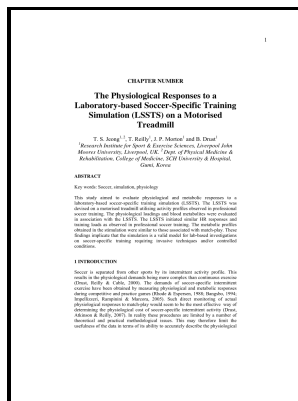 1
CHAPTER NUMBER
The Physiological Responses to a
Laboratory-based Soccer-Specific Training
Simulation (LSSTS) on a Motorised
Treadmill
T. S. Jeong1,2, T. Reilly1, J. P. Morton1 and B. Drust1
1Research Institute for Sport & Exercise Sciences, Liverpool John
Moores University, Liverpool, UK. 2 Dept. of Physical Medicine &
Rehabilitation, College of Medicine, SCH University & Hospital,
Gumi, Korea
ABSTRACT
Key words: Soccer, simulation, physiology
This study aimed to evaluate physiological and metabolic responses to a
laboratory-based soccer-specific training simulation (LSSTS). The LSSTS was
devised on a motorised treadmill utilising activity profiles observed in professional
soccer training. The physiological loadings and blood metabolites were evaluated
in association with the LSSTS. The LSSTS initiated similar HR responses and
training loads as observed in professional soccer training. The metabolic profiles
obtained in the simulation were similar to those associated with match-play. These
findings implicate that the simulation is a valid model for lab-based investigations
on soccer-specific training requiring invasive techniques and/or controlled
conditions.
1 INTRODUCTION
Soccer is separated from other sports by its intermittent activity profile. This
results in the physiological demands being more complex than continuous exercise
(Drust, Reilly & Cable, 2000). The demands of soccer-specific intermittent
exercise have been obtained by measuring physiological and metabolic responses
during competitive and practice games (Rhode & Espersen, 1988; Bangsbo, 1994;
Impellizzeri, Rampinini & Marcora, 2005). Such direct monitoring of actual
physiological responses to match-play would seem to be the most effective way of
determining the physiological cost of soccer-specific intermittent activity (Drust,
Atkinson & Reilly, 2007). In reality these procedures are limited by a number of
theoretical and practical methodological issues. This may therefore limit the
usefulness of the data in terms of its ability to accurately describe the physiological